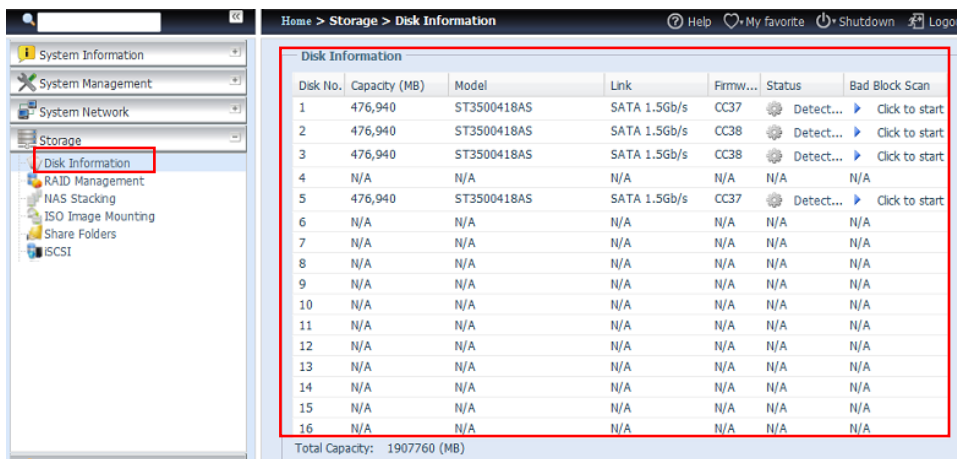 Home > Storage > Disk Information
Help My favorite Shutdown Logo
System Information
System Management
System Network
Storage
Disk Information
RAID Management
NAS Stacking
ISO Image Mounting
Share Folders
iSCSI
Disk Information
Disk No. Capacity (MB) Model Link Firmw... Status Bad Block Scan
1 476,940 ST3500418AS SATA 1.5Gb/s CC37 Detect... Click to start
2 476,940 ST3500418AS SATA 1.5Gb/s CC38 Detect... Click to start
3 476,940 ST3500418AS SATA 1.5Gb/s CC38 Detect... Click to start
4 N/A N/A N/A N/A N/A N/A
5 476,940 ST3500418AS SATA 1.5Gb/s CC37 Detect... Click to start
6 N/A N/A N/A N/A N/A N/A
7 N/A N/A N/A N/A N/A N/A
8 N/A N/A N/A N/A N/A N/A
9 N/A N/A N/A N/A N/A N/A
10 N/A N/A N/A N/A N/A N/A
11 N/A N/A N/A N/A N/A N/A
12 N/A N/A N/A N/A N/A N/A
13 N/A N/A N/A N/A N/A N/A
14 N/A N/A N/A N/A N/A N/A
15 N/A N/A N/A N/A N/A N/A
16 N/A N/A N/A N/A N/A N/A
Total Capacity: 1907760 (MB)